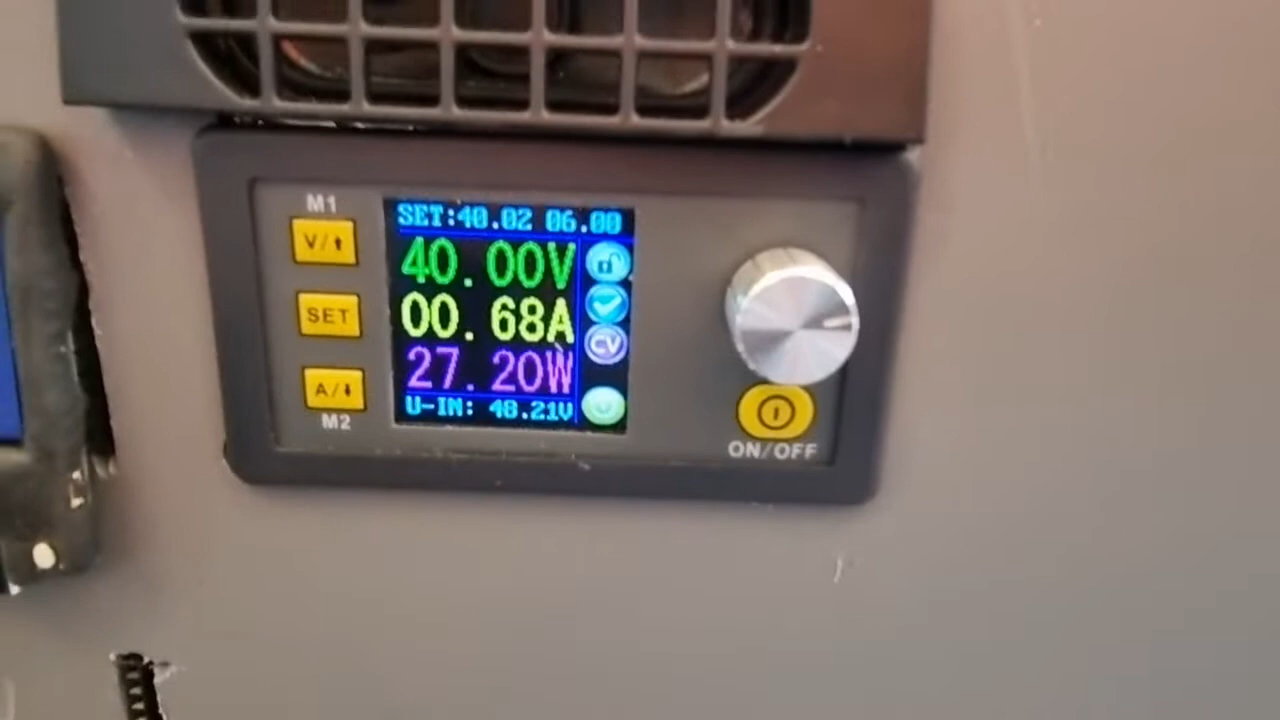 M1
V/⬆
SET
A/⬇
M2
SET:40.02 06.00
40.00V
00.68A
27.20W
CV
U-IN: 48.21V
ON/OFF